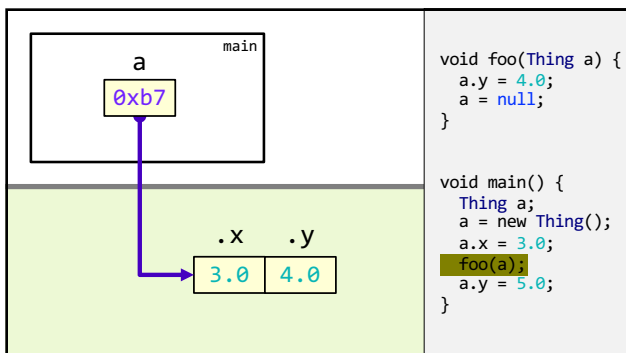 main
a
0xb7
.x .y
3.0 4.0
void foo(Thing a) {
a.y = 4.0;
a = null;
}
void main() {
Thing a;
a = new Thing();
a.x = 3.0;
foo(a);
a.y = 5.0;
}